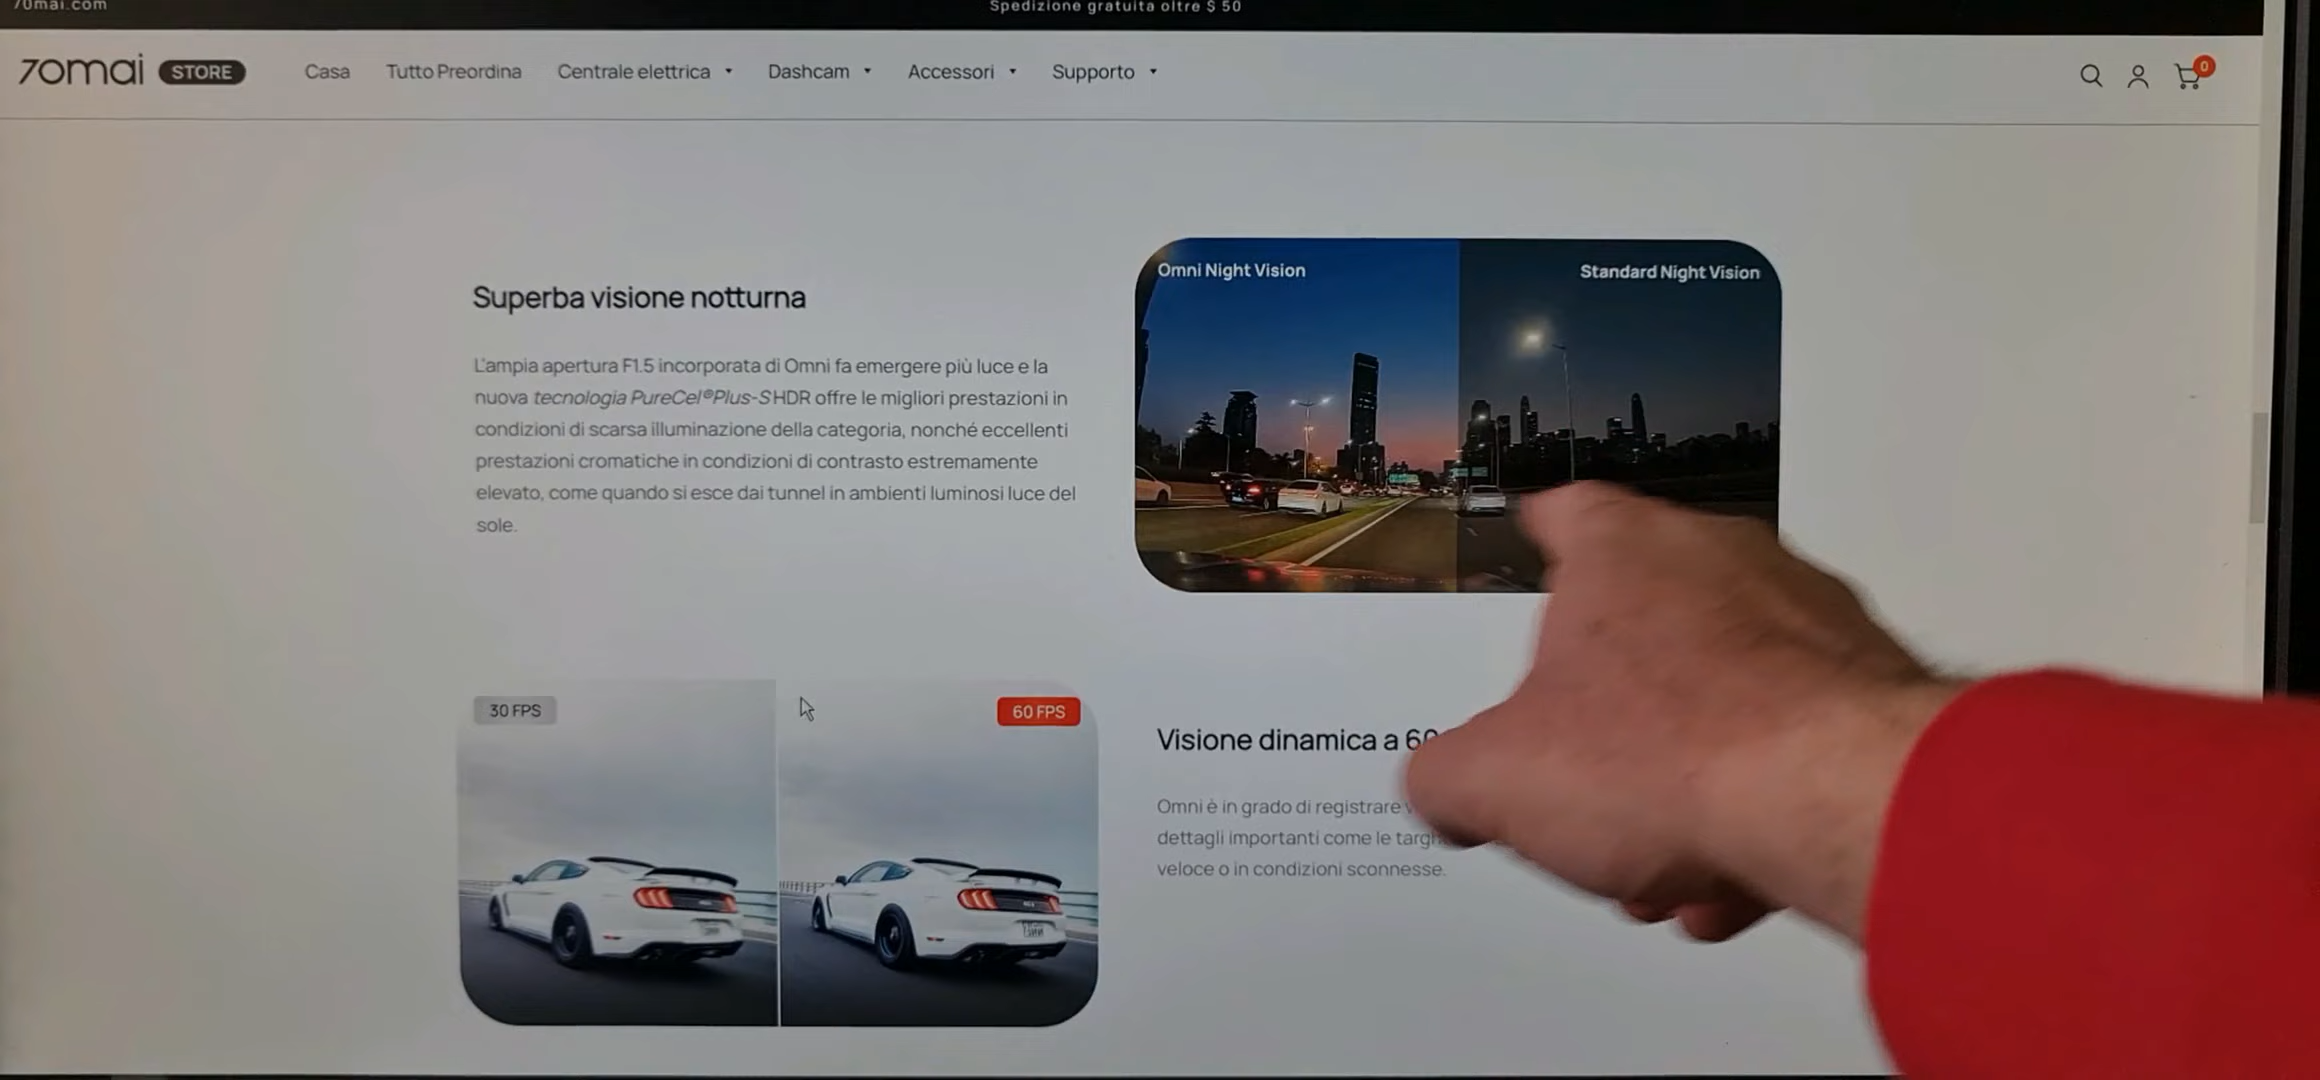 70mai.com
Spedizione gratuita oltre $ 50
70mai STORE
Casa
Tutto Preordina
Centrale elettrica
Dashcam
Accessori
Supporto
0
Superba visione notturna
L'ampia apertura F1.5 incorporata di Omni fa emergere più luce e la
nuova tecnologia PureCel®Plus-S HDR offre le migliori prestazioni in
condizioni di scarsa illuminazione della categoria, nonché eccellenti
prestazioni cromatiche in condizioni di contrasto estremamente
elevato, come quando si esce dai tunnel in ambienti luminosi luce del
sole.
Omni Night Vision
Standard Night Vision
30 FPS
60 FPS
Visione dinamica a 60
Omni è in grado di registrare
dettagli importanti come le
veloce o in condizioni sconnesse.